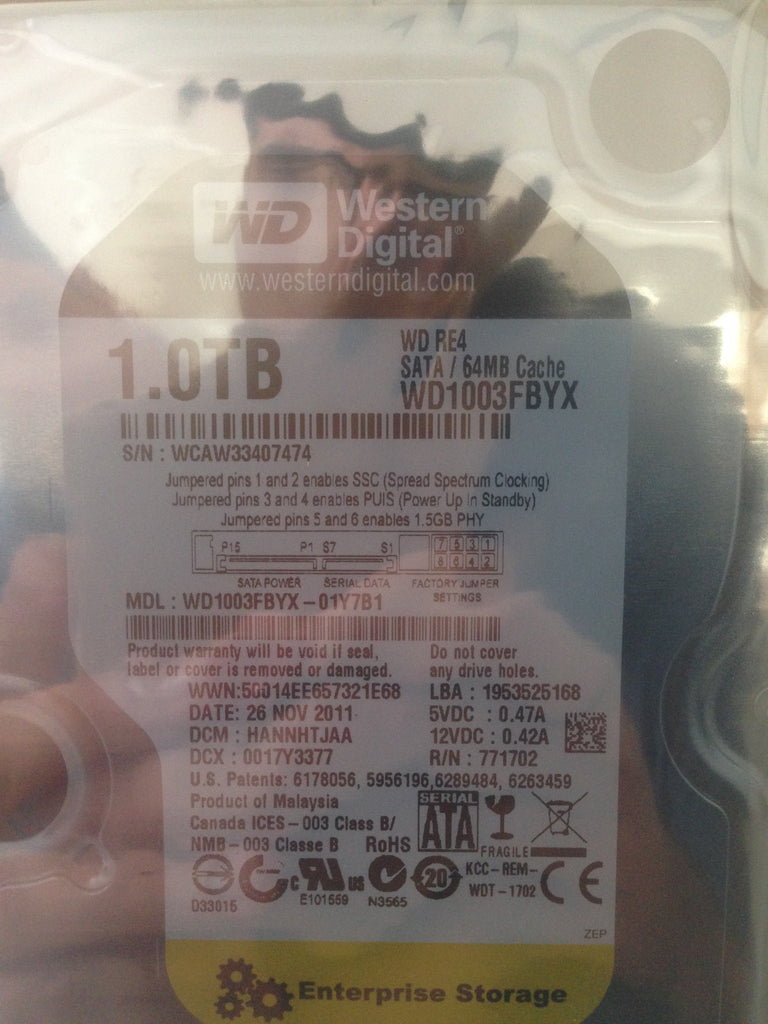 WD Western Digital®
www.westerndigital.com
1.0TB
WD RE4
SATA / 64MB Cache
WD1003FBYX
S/N : WCAW33407474
Jumpered pins 1 and 2 enables SSC (Spread Spectrum Clocking)
Jumpered pins 3 and 4 enables PUIS (Power Up In Standby)
Jumpered pins 5 and 6 enables 1.5GB PHY
P15 P1 S7 S1 7 5 3 1
8 6 4 2
SATA POWER SERIAL DATA FACTORY JUMPER SETTINGS
MDL : WD1003FBYX-01Y7B1
Product warranty will be void if seal,
label or cover is removed or damaged.
Do not cover
any drive holes.
WWN:50014EE657321E68 LBA : 1953525168
DATE: 26 NOV 2011 5VDC : 0.47A
DCM : HANNHTJAA 12VDC : 0.42A
DCX : 0017Y3377 R/N : 771702
U.S. Patents: 6178056, 5956196,6289484, 6263459
Product of Malaysia
Canada ICES-003 Class B/
NMB-003 Classe B RoHS
SERIAL ATA
FRAGILE
D33015
c US
E101559
N3565
20
KCC-REM-
WDT-1702
CE
ZEP
Enterprise Storage